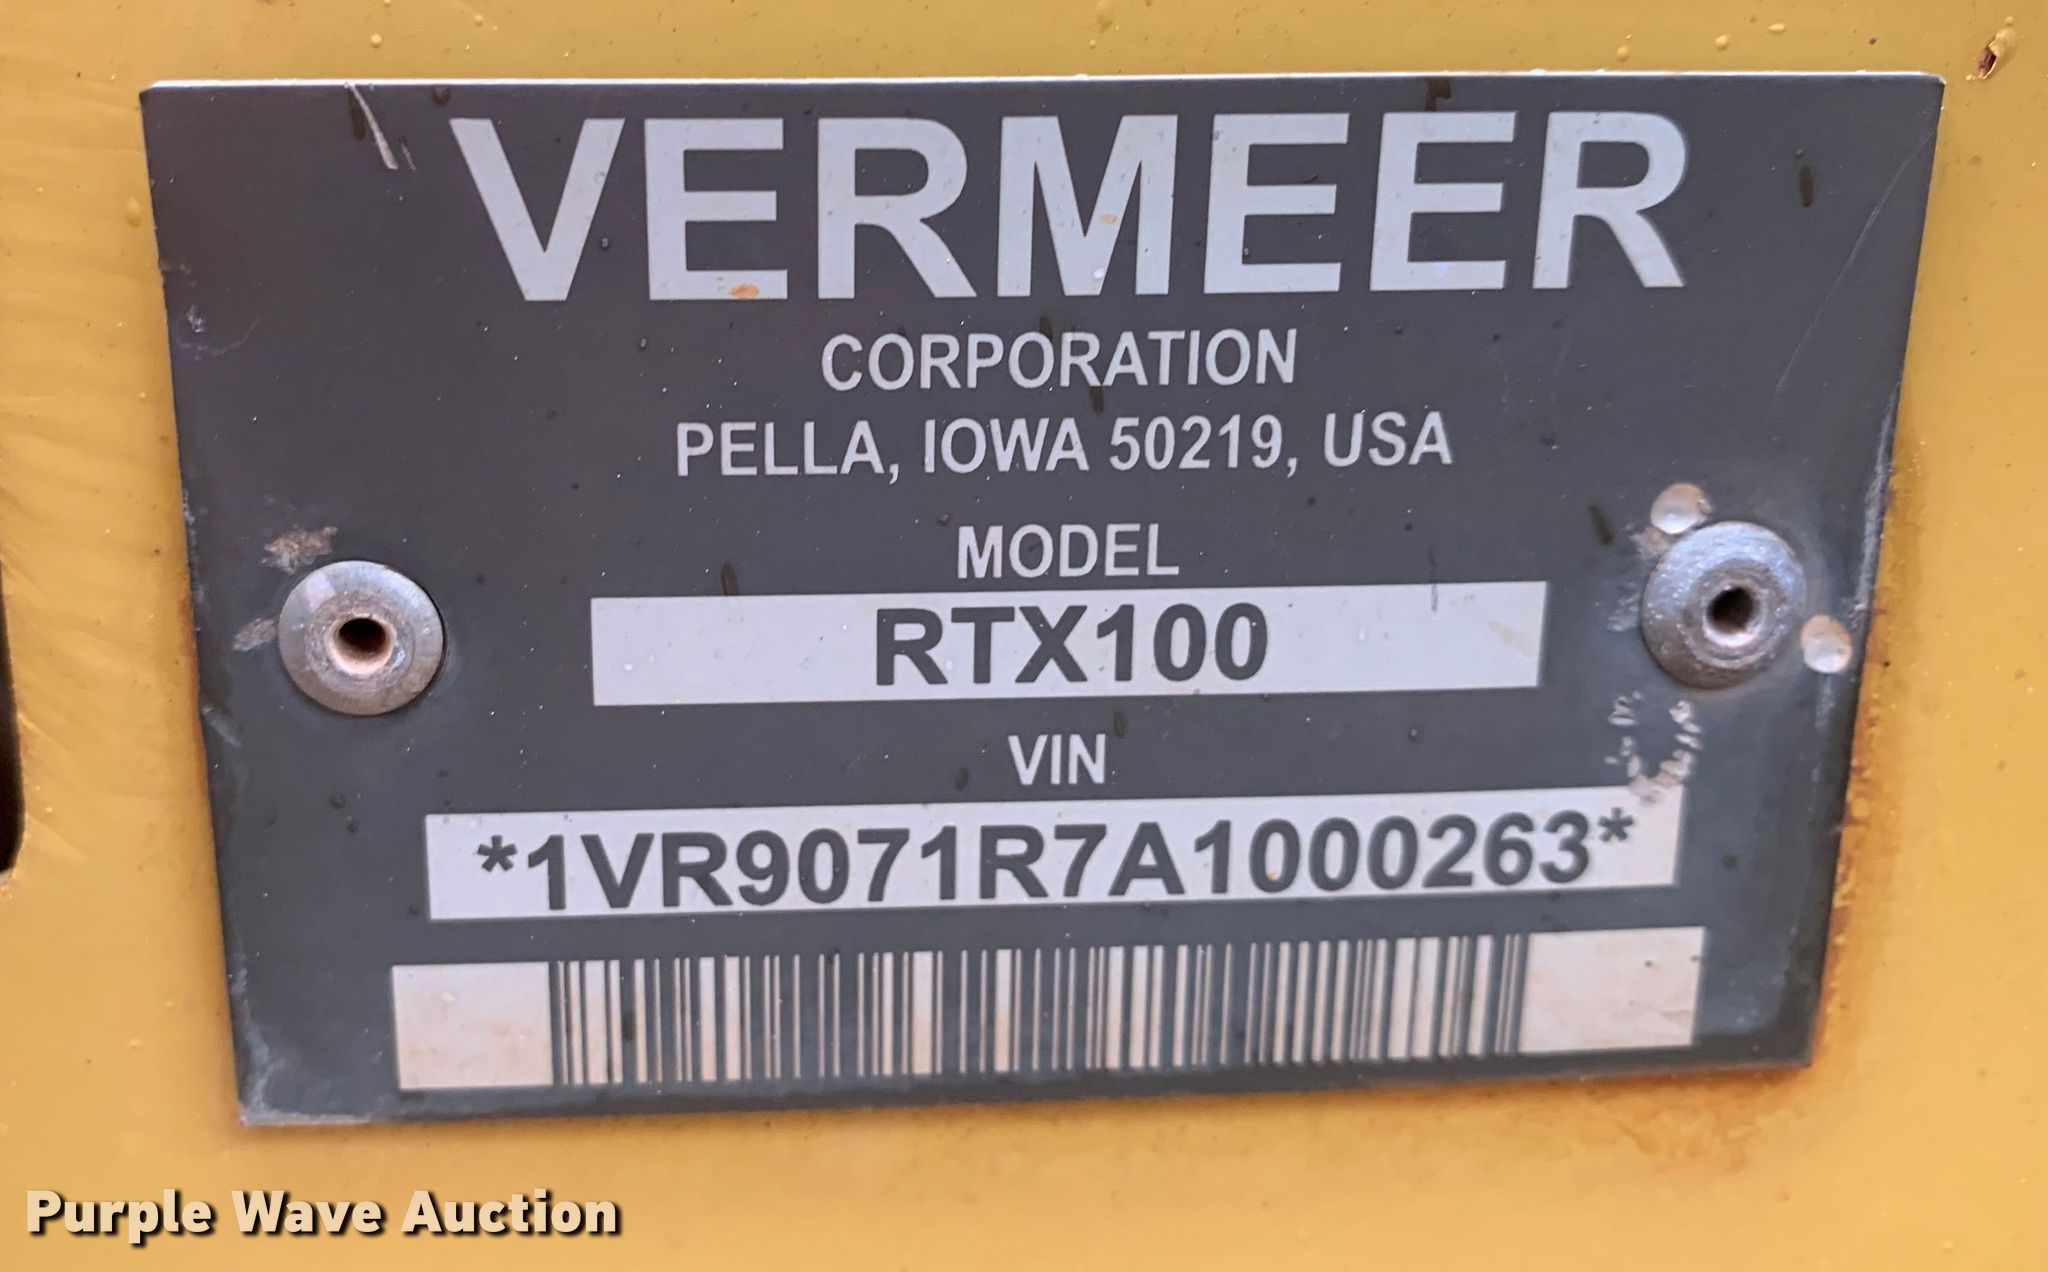 VERMEER
CORPORATION
PELLA, IOWA 50219, USA
MODEL
RTX100
VIN
*1VR9071R7A1000263*
Purple Wave Auction